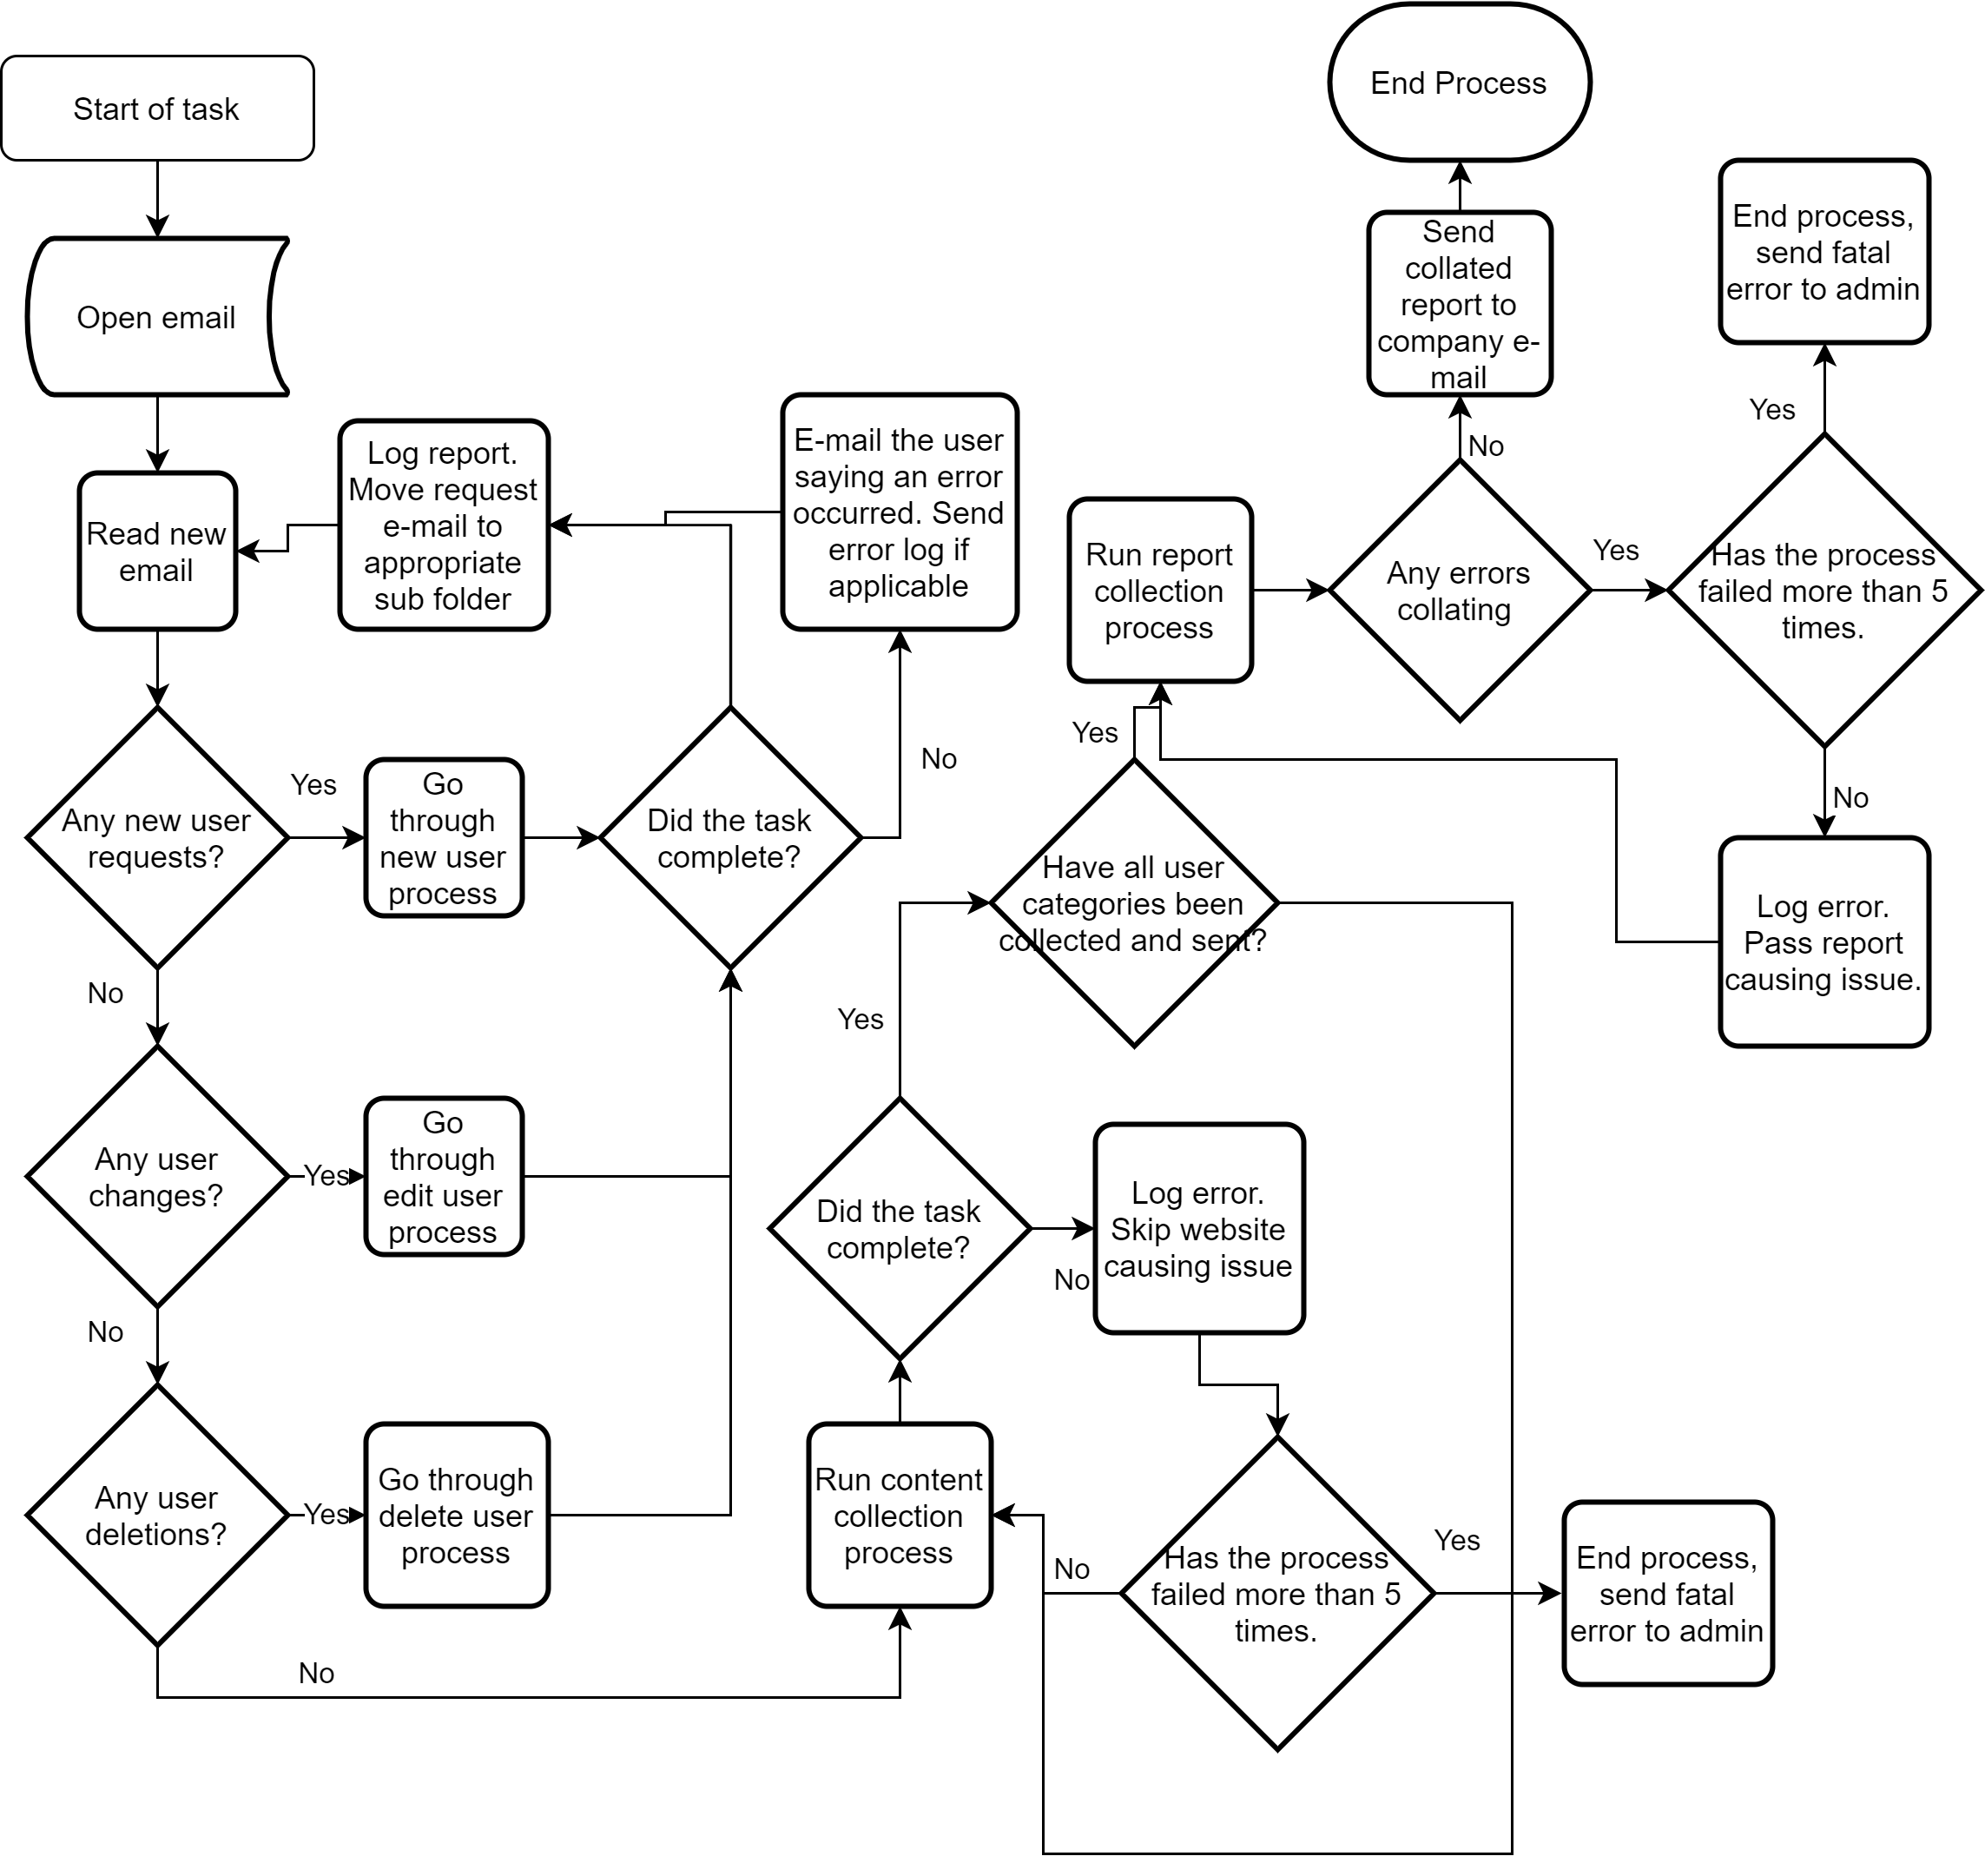 Start of task
Open email
Read new
email
Log report.
Move request
e-mail to
appropriate
sub folder
E-mail the user
saying an error
occurred. Send
error log if
applicable
Any new user
requests?
Yes
Go
through
new user
process
Did the task
complete?
No
No
Any user
changes?
Yes
Go
through
edit user
process
No
Any user
deletions?
Yes
Go through
delete user
process
No
Run content
collection
process
Did the task
complete?
No
Log error.
Skip website
causing issue
Has the process
failed more than 5
times.
No
Yes
End process,
send fatal
error to admin
Yes
Have all user
categories been
collected and sent?
Yes
Run report
collection
process
Any errors
collating
No
Send
collated
report to
company e-
mail
End Process
Yes
Has the process
failed more than 5
times.
Yes
End process,
send fatal
error to admin
No
Log error.
Pass report
causing issue.